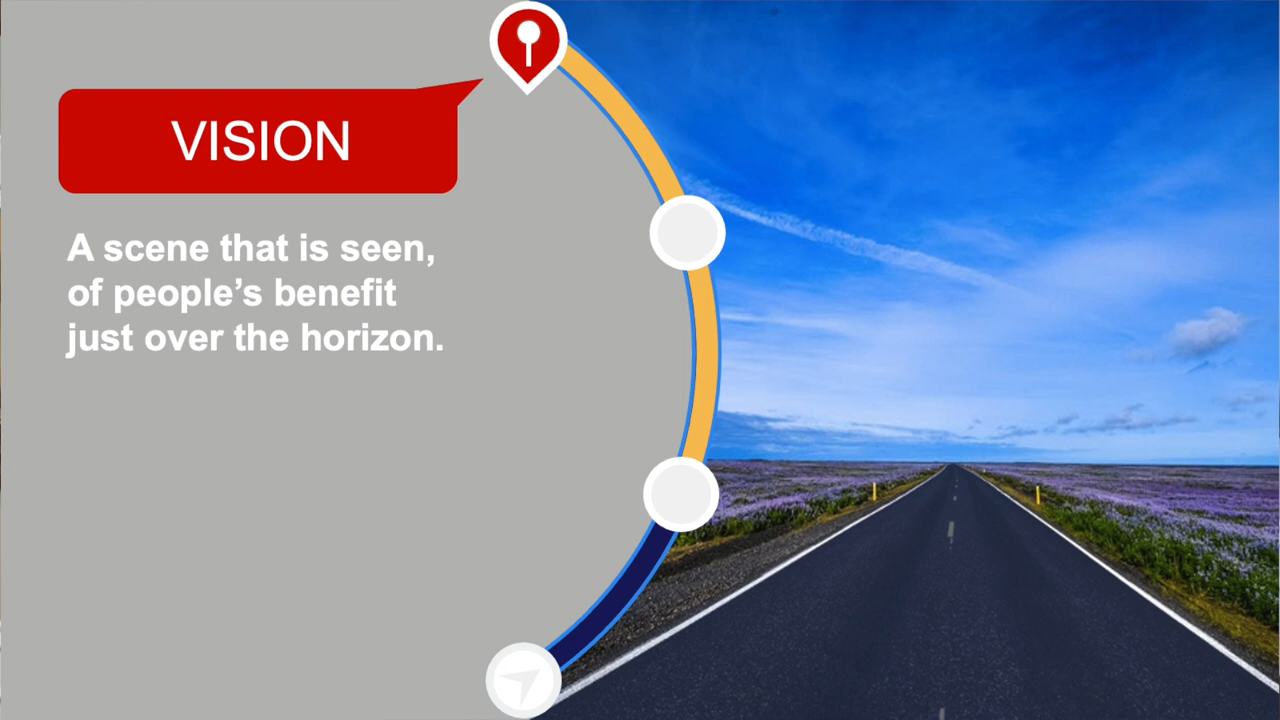 VISION
A scene that is seen,
of people’s benefit
just over the horizon.